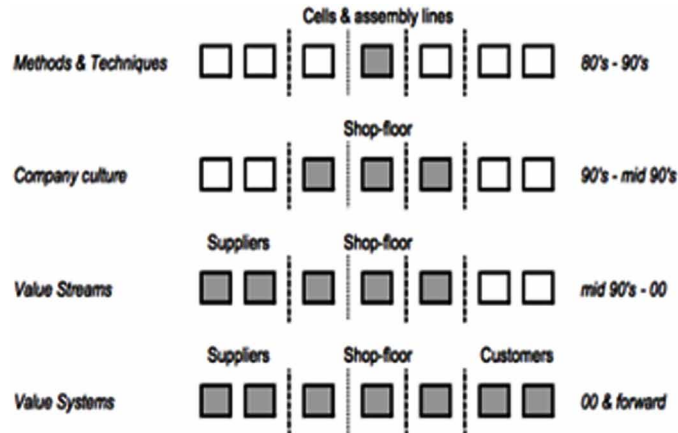 Cells & assembly lines
Methods & Techniques 80's - 90's
Shop-floor
Company culture 90's - mid 90's
Suppliers Shop-floor
Value Streams mid 90's - 00
Suppliers Shop-floor Customers
Value Systems 00 & forward